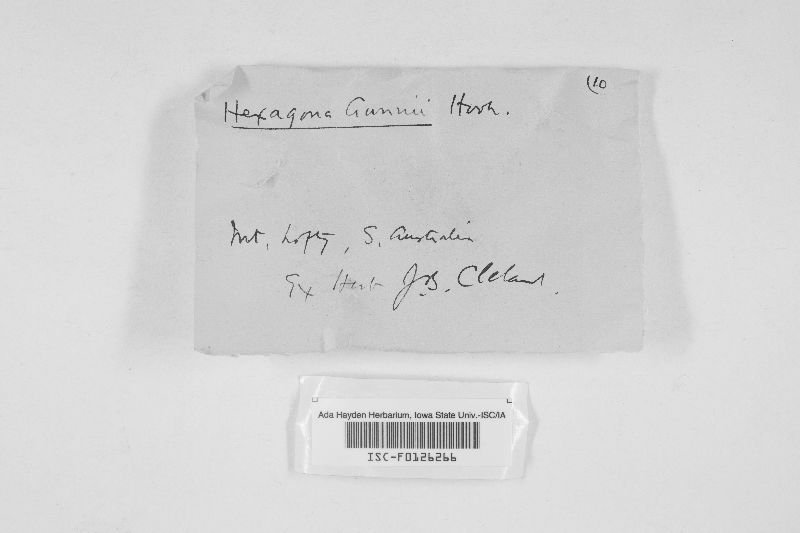 (10
Hexagona Gunnii Hook.
Mt. Lofty, S. Australia
Ex Herb J.B. Cleland.
Ada Hayden Herbarium, Iowa State Univ.-ISC/IA
ISC-F0126266